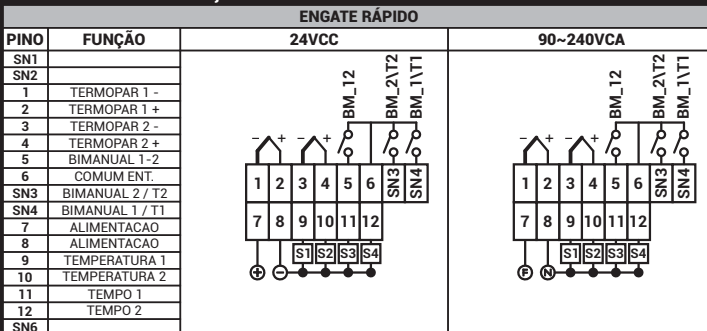 ENGATE RÁPIDO
PINO FUNÇÃO 24VCC 90~240VCA
SN1
SN2
1 TERMOPAR 1 -
2 TERMOPAR 1 +
3 TERMOPAR 2 -
4 TERMOPAR 2 +
5 BIMANUAL 1-2
6 COMUM ENT.
SN3 BIMANUAL 2 / T2
SN4 BIMANUAL 1 / T1
7 ALIMENTACAO
8 ALIMENTACAO
9 TEMPERATURA 1
10 TEMPERATURA 2
11 TEMPO 1
12 TEMPO 2
SN6
BM_12 BM_2\T2 BM_1\T1
- + - +
1 2 3 4 5 6 SN3 SN4
7 8 9 10 11 12
S1 S2 S3 S4
+ -
BM_12 BM_2\T2 BM_1\T1
- + - +
1 2 3 4 5 6 SN3 SN4
7 8 9 10 11 12
S1 S2 S3 S4
F N